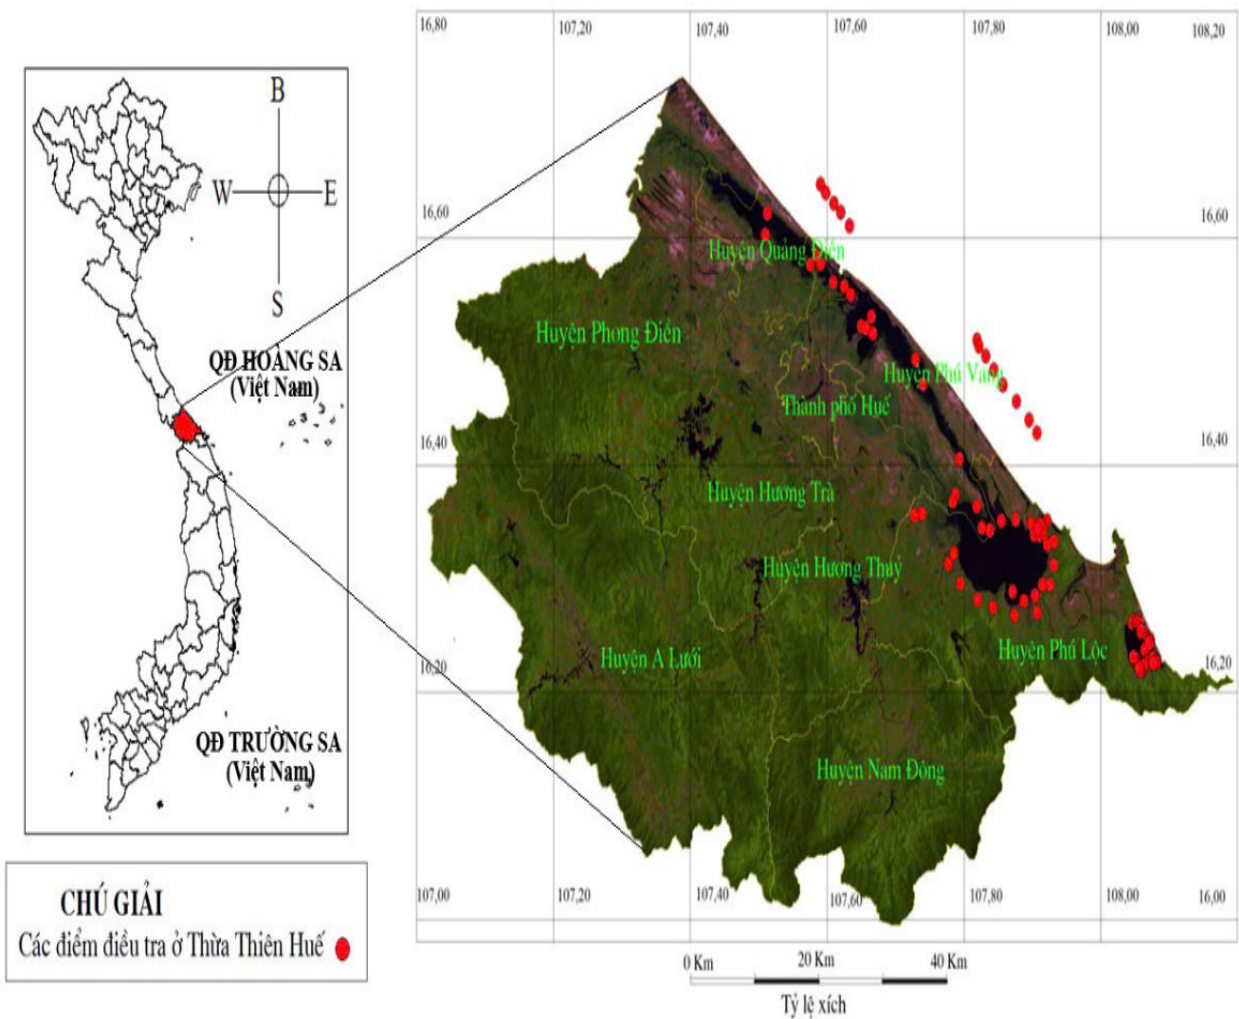 B
W
E
S
QĐ HOÀNG SA
(Việt Nam)
QĐ TRƯỜNG SA
(Việt Nam)
CHÚ GIẢI
Các điểm điều tra ở Thừa Thiên Huế
16,80
107,20
107,40
107,60
107,80
108,00
108,20
16,60
16,60
Huyện Quảng Điền
Huyện Phong Điền
Huyện Phú Vang
Thành phố Huế
16,40
16,40
Huyện Hương Trà
Huyện Hương Thuỷ
Huyện A Lưới
Huyện Phú Lộc
16,20
16,20
Huyện Nam Đông
107,00
107,20
107,40
107,60
107,80
108,00
16,00
0 Km
20 Km
40 Km
Tỷ lệ xích